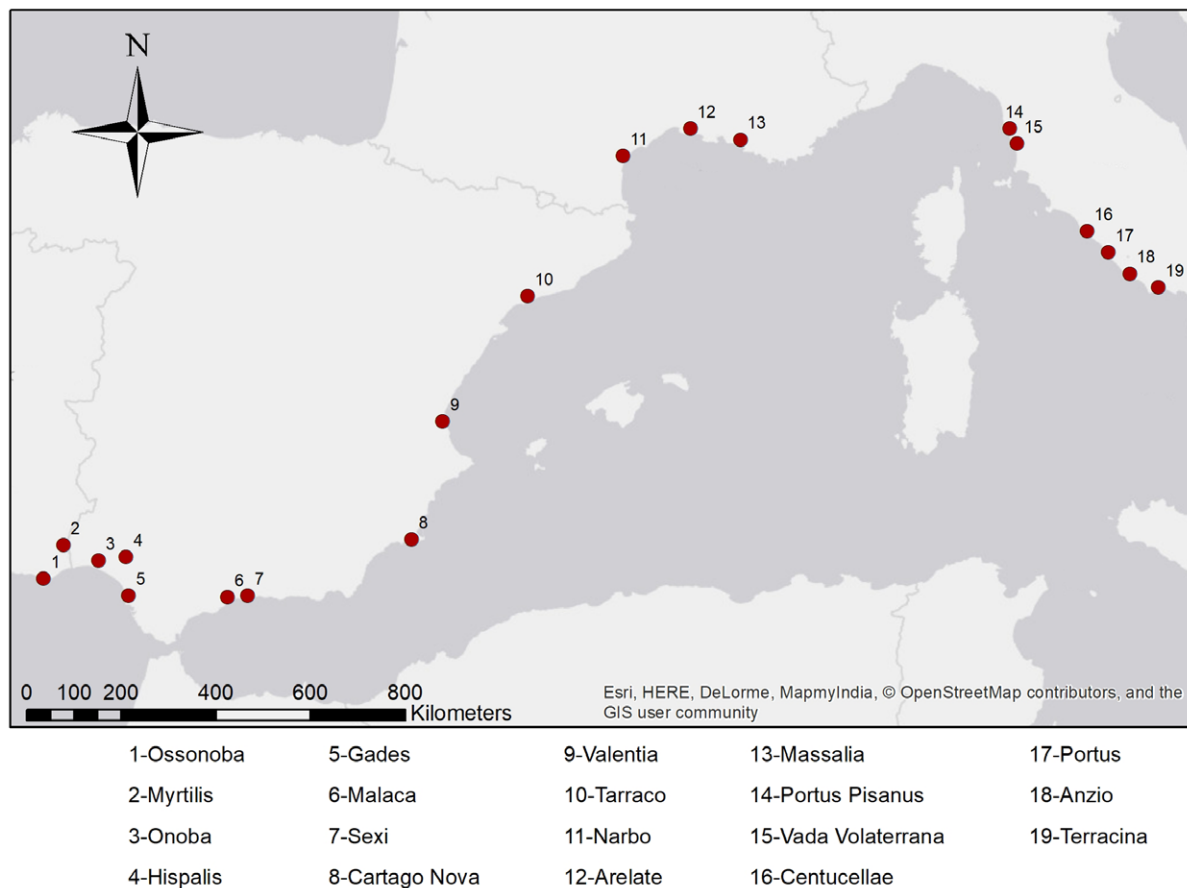 N
12
13
14
15
11
16
17
18
19
10
9
8
2
3
4
1
5
6
7
0 100 200 400 600 800
Kilometers
Esri, HERE, DeLorme, MapmyIndia, © OpenStreetMap contributors, and the
GIS user community
1-Ossonoba 5-Gades 9-Valentia 13-Massalia 17-Portus
2-Myrtilis 6-Malaca 10-Tarraco 14-Portus Pisanus 18-Anzio
3-Onoba 7-Sexi 11-Narbo 15-Vada Volaterrana 19-Terracina
4-Hispalis 8-Cartago Nova 12-Arelate 16-Centucellae